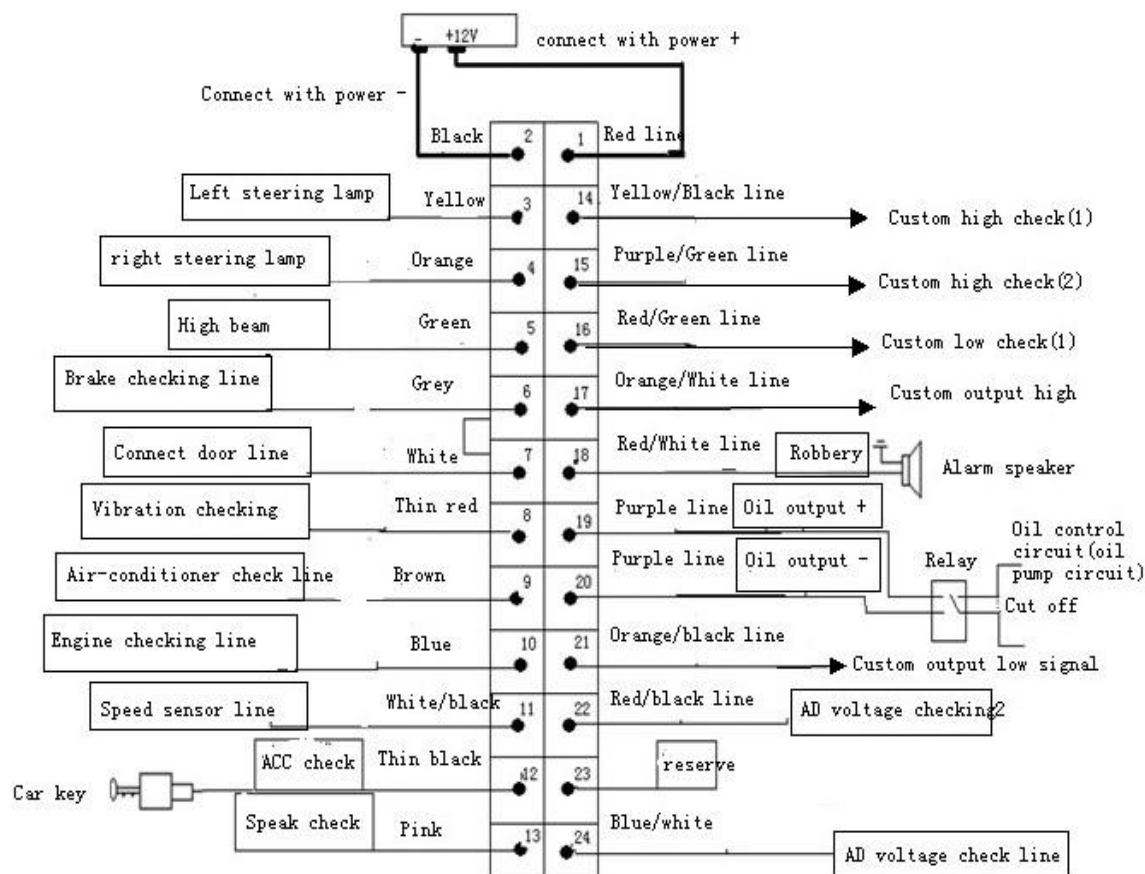 - +12V
connect with power +
Connect with power -
Black 2 1 Red line
Left steering lamp Yellow 3 14 Yellow/Black line Custom high check(1)
right steering lamp Orange 4 15 Purple/Green line Custom high check(2)
High beam Green 5 16 Red/Green line Custom low check(1)
Brake checking line Grey 6 17 Orange/White line Custom output high
Connect door line White 7 18 Red/White line Robbery Alarm speaker
Vibration checking Thin red 8 19 Purple line Oil output +
Oil control
circuit(oil
pump circuit)
Air-conditioner check line Brown 9 20 Purple line Oil output - Relay Cut off
Engine checking line Blue 10 21 Orange/black line Custom output low signal
Speed sensor line White/black 11 22 Red/black line AD voltage checking2
Car key ACC check Thin black 12 23 reserve
Speak check Pink 13 24 Blue/white AD voltage check line